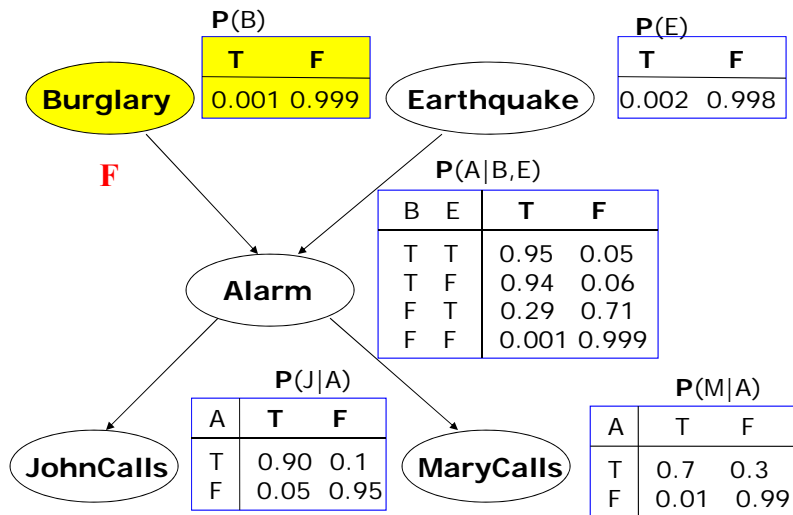 P(B)
T F
0.001 0.999
Burglary
P(E)
T F
0.002 0.998
Earthquake
F
P(A|B,E)
B E T F
T T 0.95 0.05
T F 0.94 0.06
F T 0.29 0.71
F F 0.001 0.999
Alarm
P(J|A)
A T F
T 0.90 0.1
F 0.05 0.95
JohnCalls
P(M|A)
A T F
T 0.7 0.3
F 0.01 0.99
MaryCalls